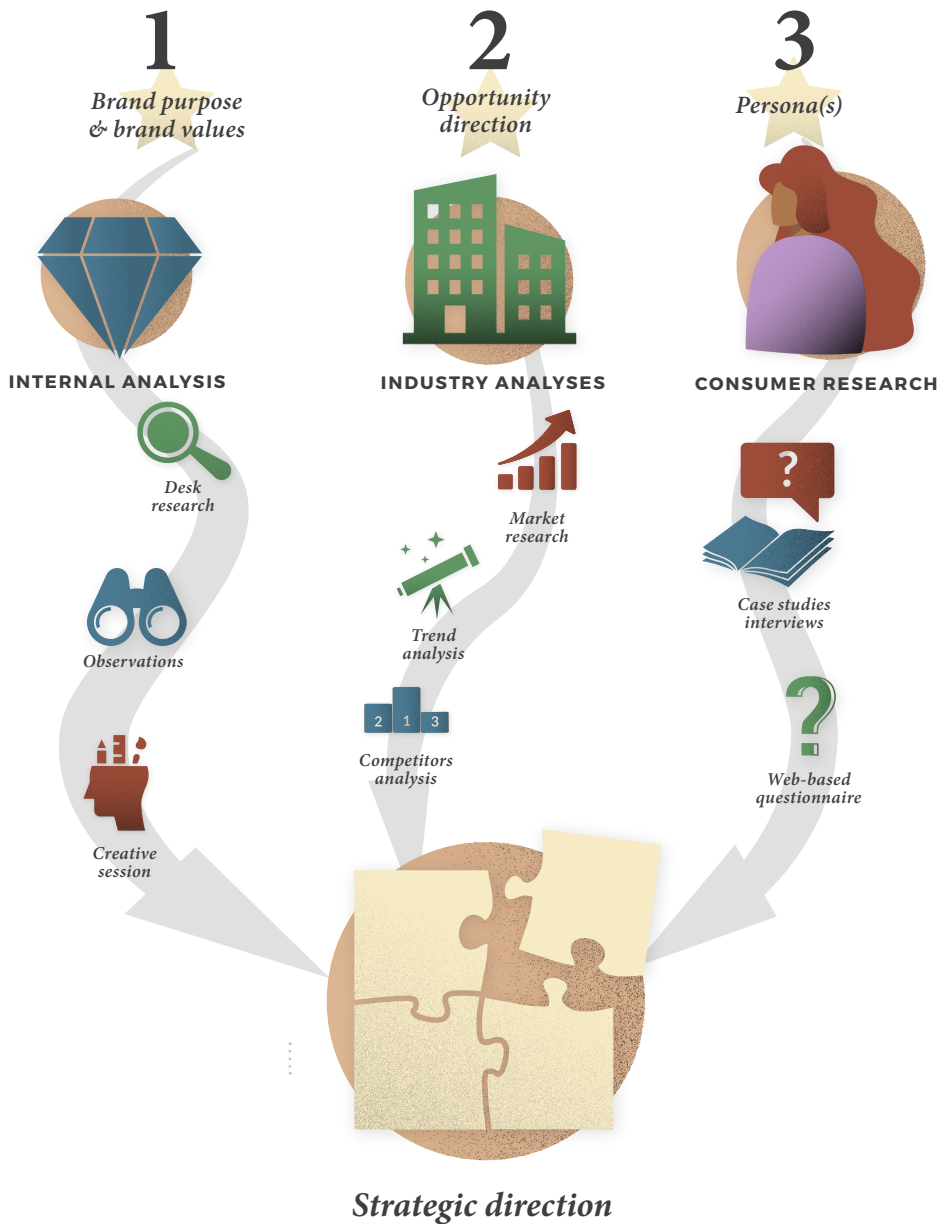 1
Brand purpose
& brand values
INTERNAL ANALYSIS
Desk
research
Observations
Creative
session
2
Opportunity
direction
INDUSTRY ANALYSES
Market
research
Trend
analysis
2 1 3
Competitors
analysis
3
Persona(s)
CONSUMER RESEARCH
?
Case studies
interviews
?
Web-based
questionnaire
Strategic direction